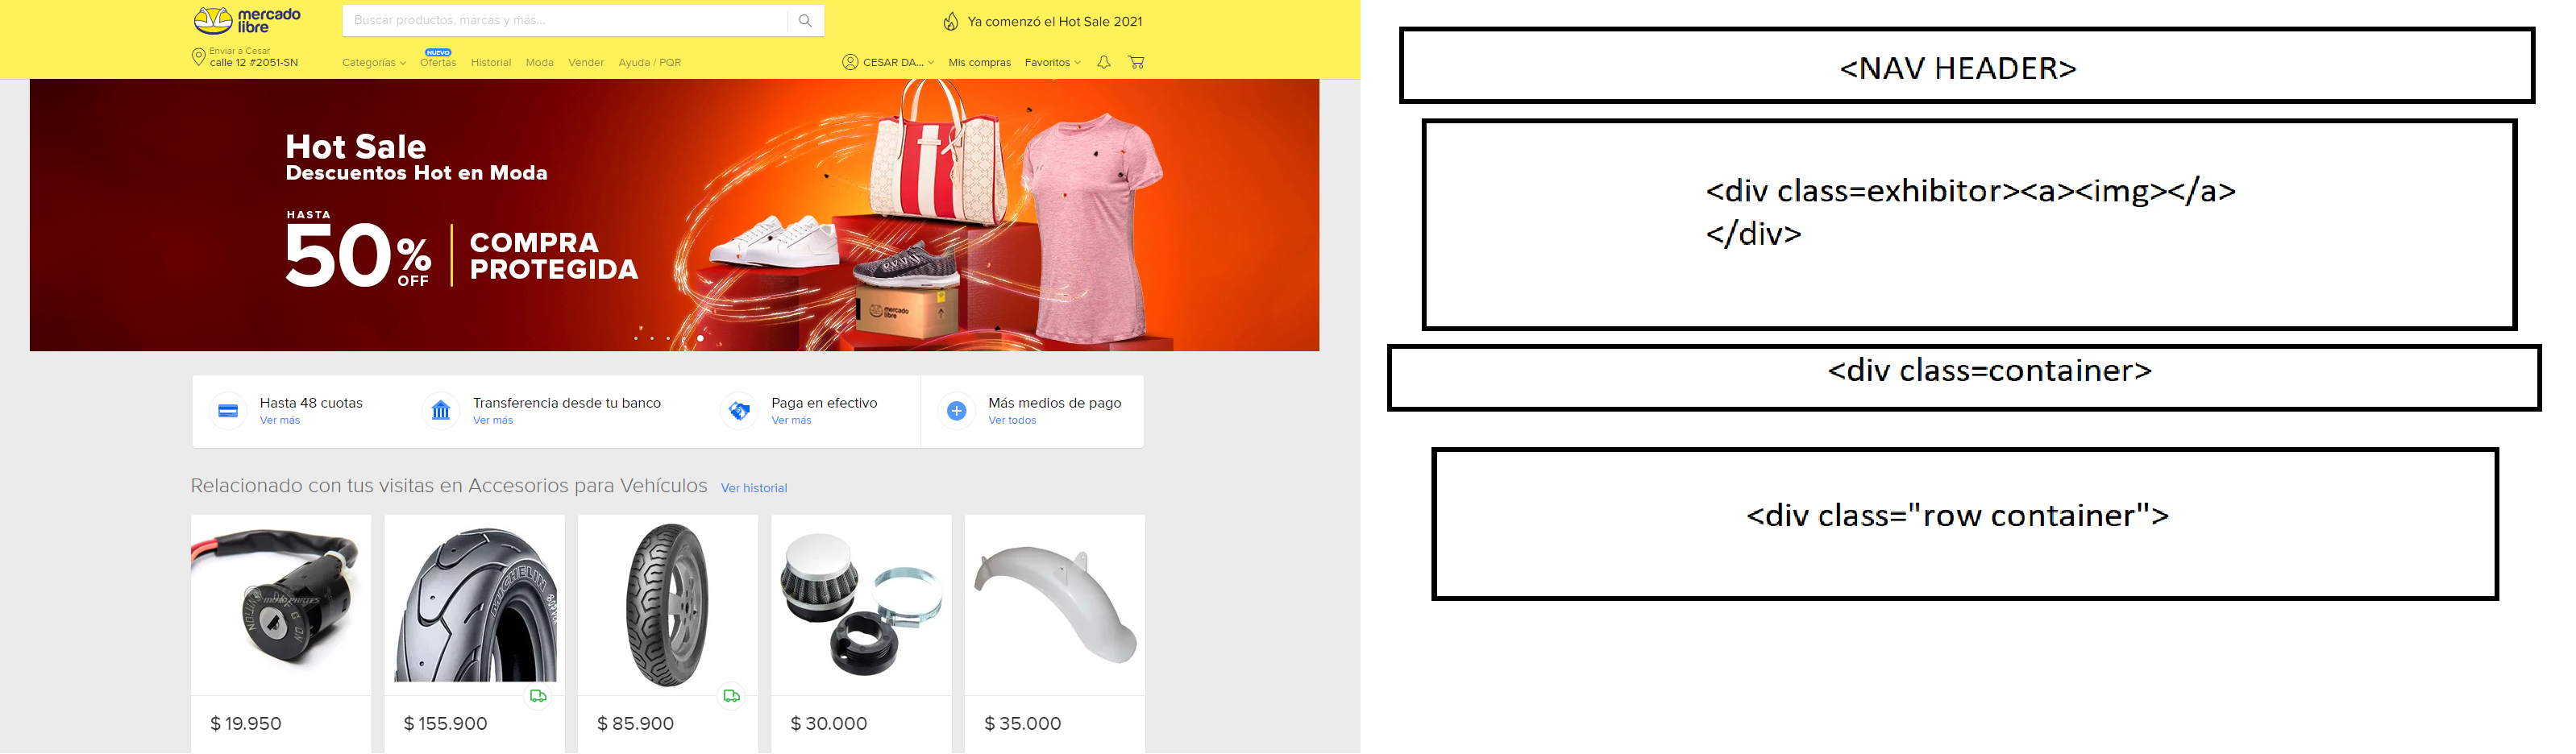 mercado
libre
Buscar productos, marcas y más...
Ya comenzó el Hot Sale 2021
Enviar a Cesar
calle 12 #2051-SN
Categorías
NUEVO
Ofertas
Historial
Moda
Vender
Ayuda / PQR
CESAR DA...
Mis compras
Favoritos
Hot Sale
Descuentos Hot en Moda
HASTA
50% OFF
COMPRA
PROTEGIDA
mercado
libre
Hasta 48 cuotas
Ver más
Transferencia desde tu banco
Ver más
Paga en efectivo
Ver más
Más medios de pago
Ver todos
Relacionado con tus visitas en Accesorios para Vehículos Ver historial
MICHELIN
$ 19.950
$ 155.900
$ 85.900
$ 30.000
$ 35.000
<NAV HEADER>
<div class=exhibitor><a><img></a>
</div>
<div class=container>
<div class="row container">